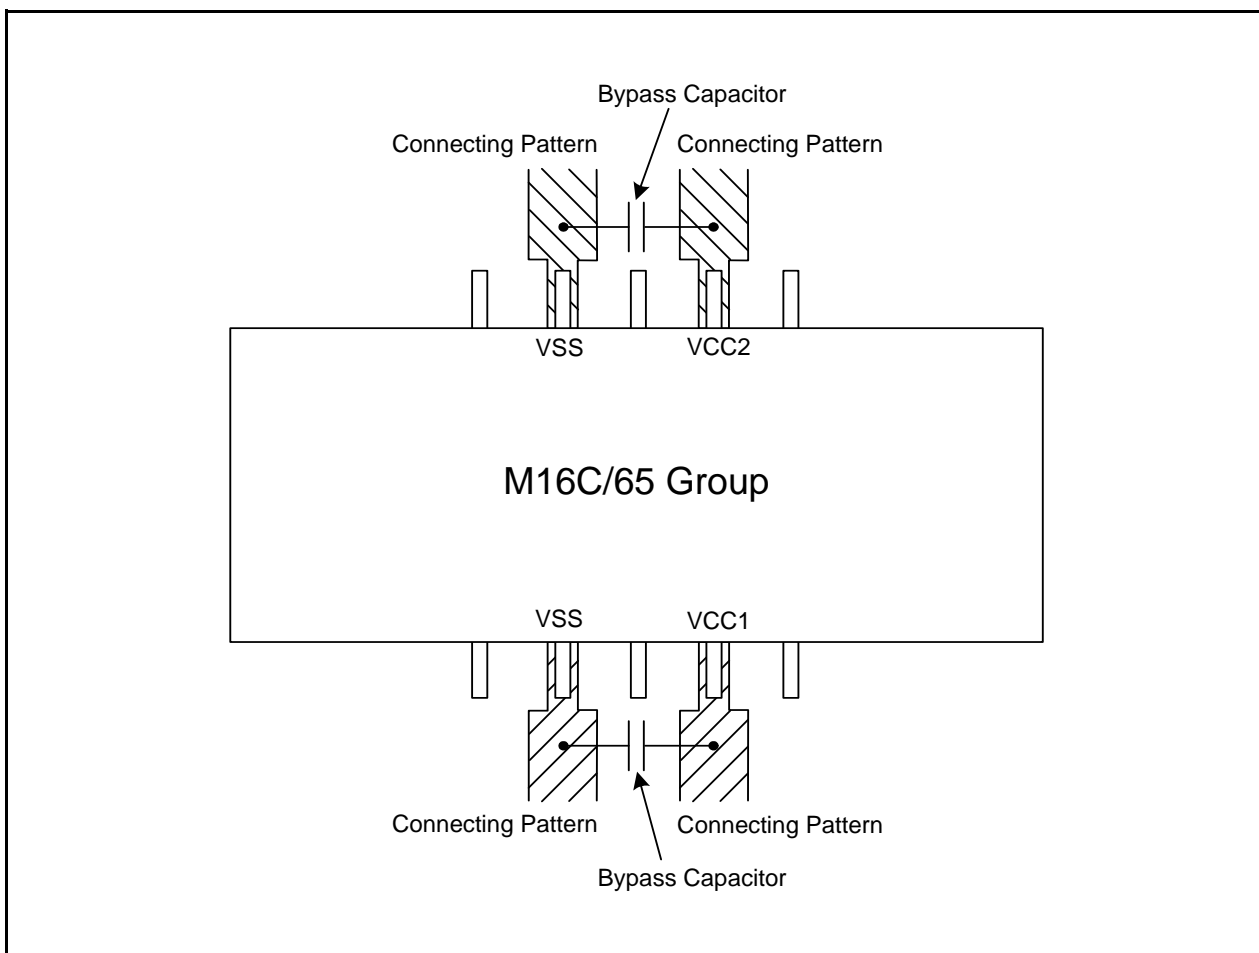 Bypass Capacitor
Connecting Pattern Connecting Pattern
VSS VCC2
M16C/65 Group
VSS VCC1
Connecting Pattern Connecting Pattern
Bypass Capacitor